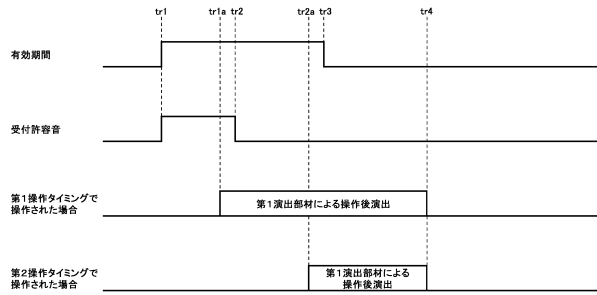 tr1 tr1a tr2 tr2a tr3 tr4
有効期間
受付許容音
第1操作タイミングで
操作された場合
第1演出部材による操作後演出
第2操作タイミングで
操作された場合
第1演出部材による
操作後演出